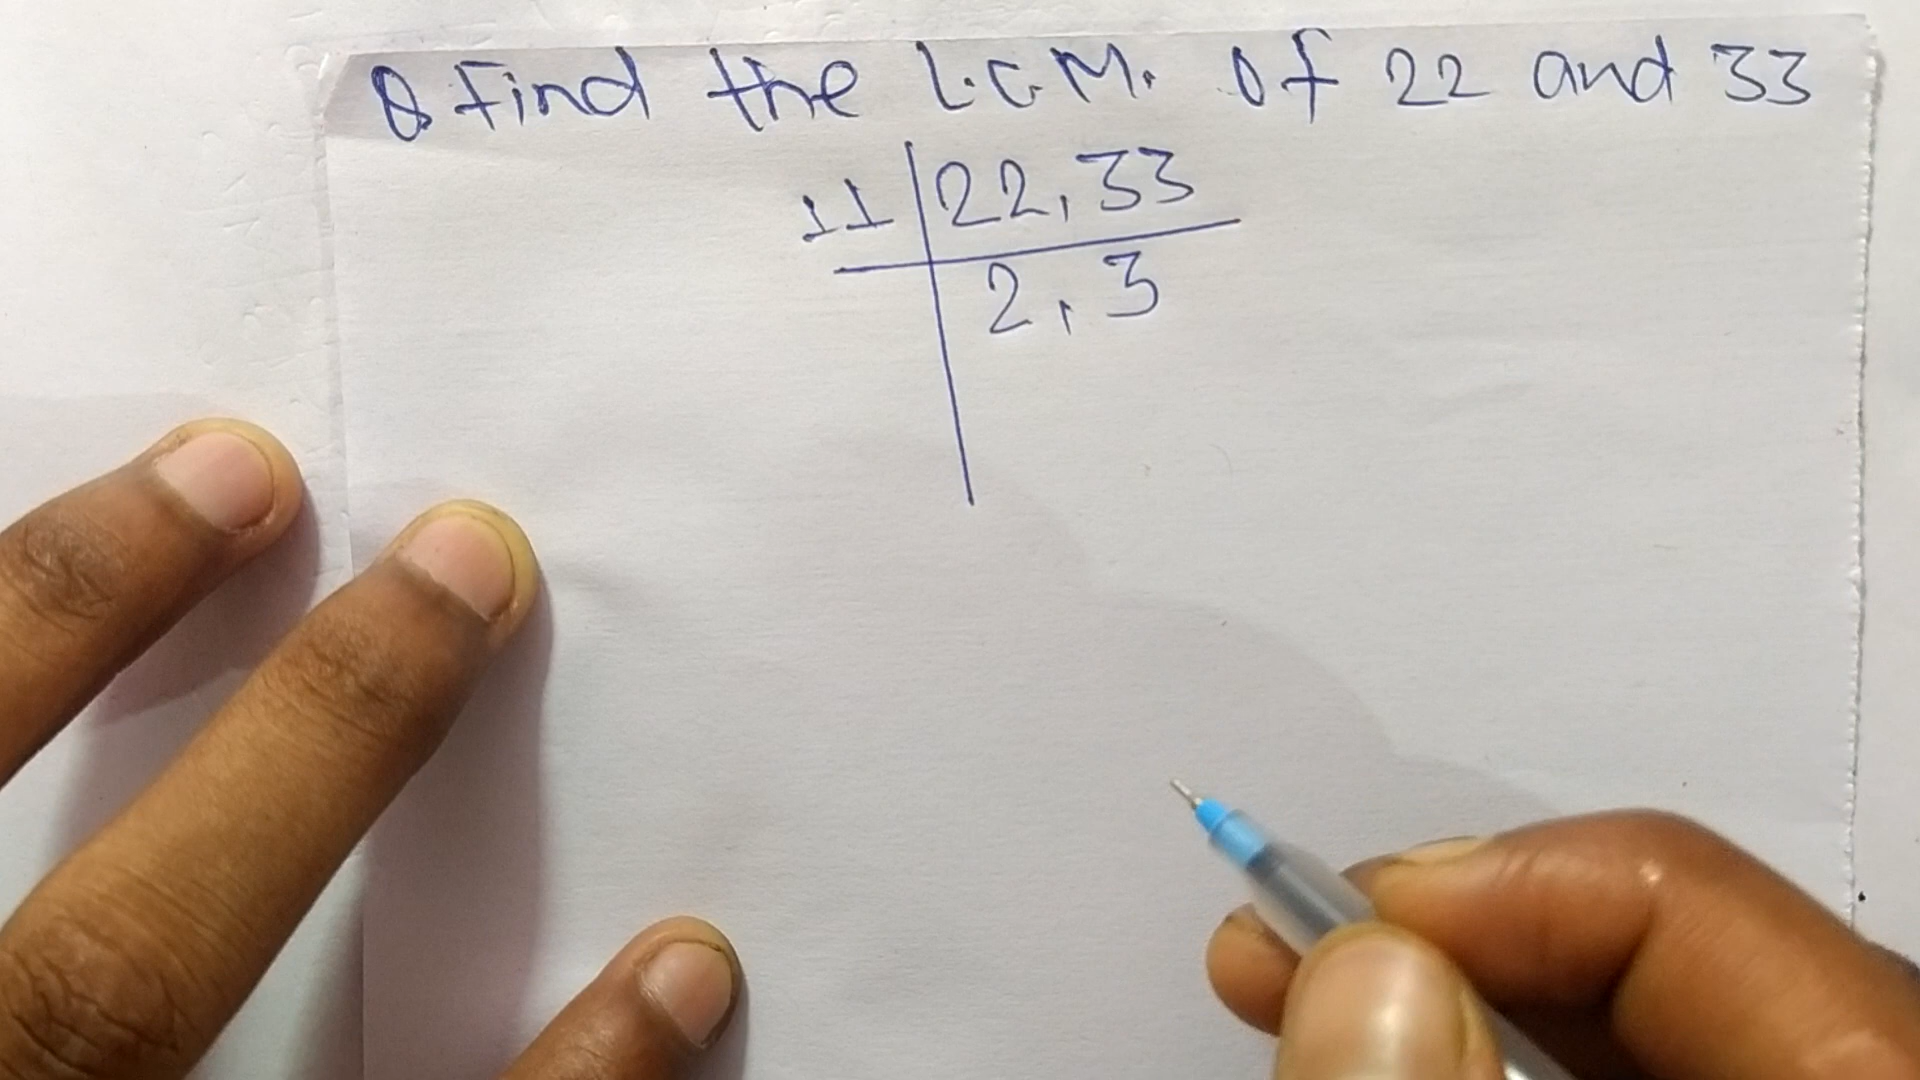 Q Find the L.C.M. Of 22 and 33
11 22, 33
2, 3